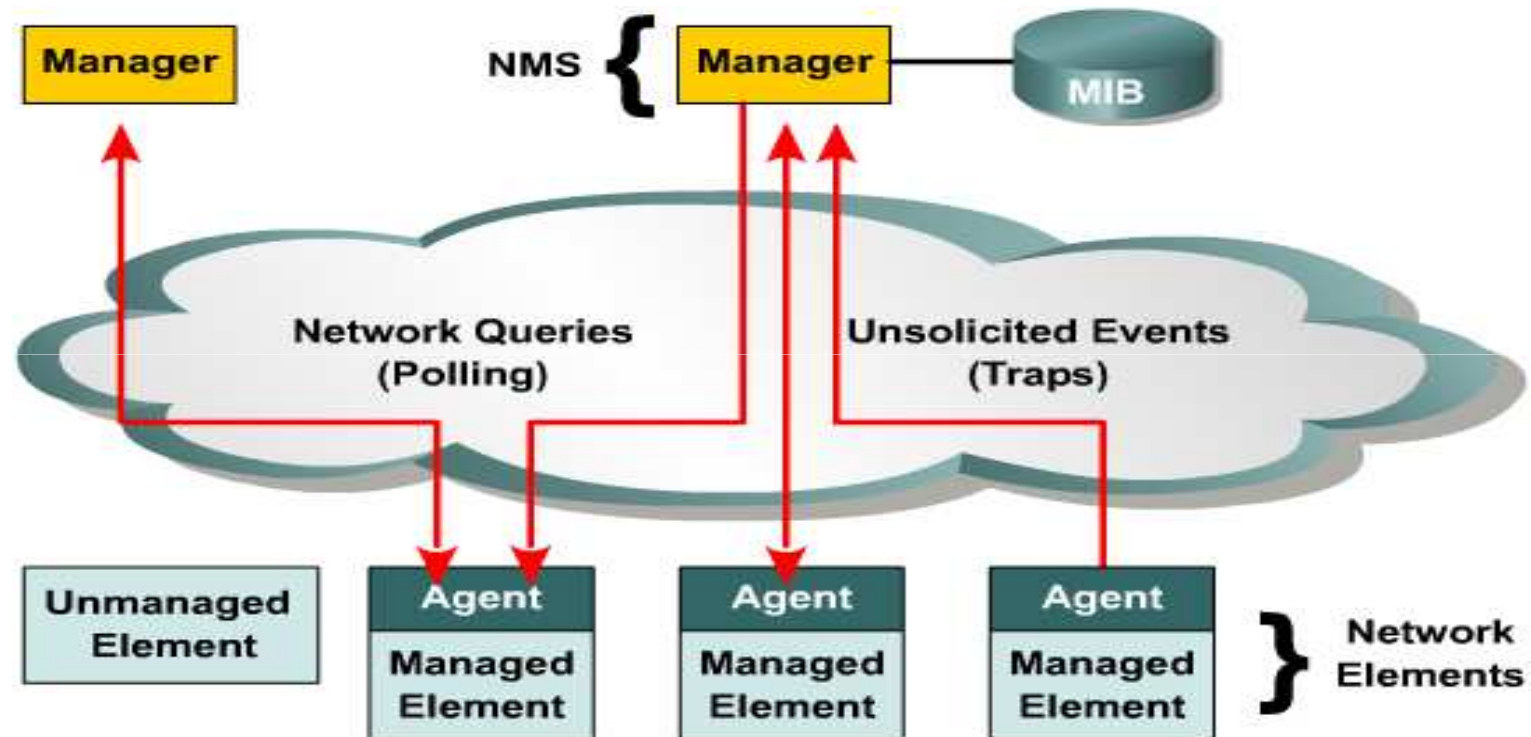 Manager
NMS
Manager
MIB
Network Queries
(Polling)
Unsolicited Events
(Traps)
Unmanaged
Element
Agent
Managed
Element
Agent
Managed
Element
Agent
Managed
Element
Network
Elements